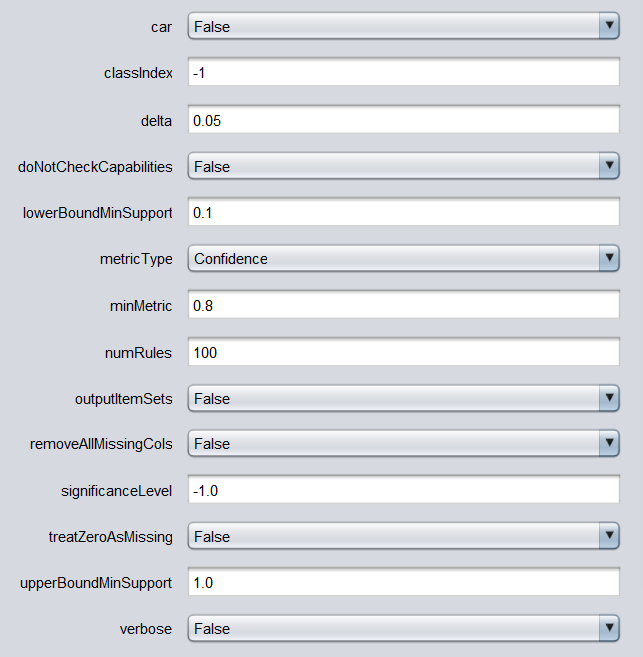 car False
classIndex -1
delta 0.05
doNotCheckCapabilities False
lowerBoundMinSupport 0.1
metricType Confidence
minMetric 0.8
numRules 100
outputItemSets False
removeAllMissingCols False
significanceLevel -1.0
treatZeroAsMissing False
upperBoundMinSupport 1.0
verbose False